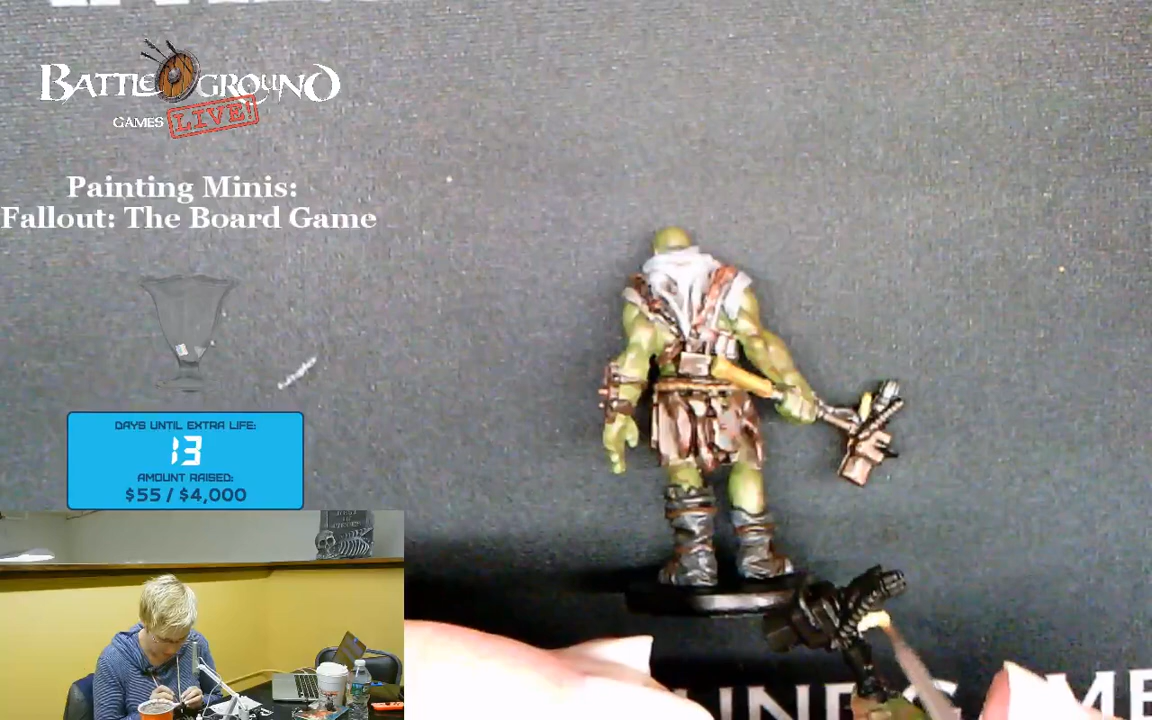 BATTLEGROUND
GAMES LIVE!
Painting Minis:
Fallout: The Board Game
DAYS UNTIL EXTRA LIFE:
13
AMOUNT RAISED:
$55 / $4,000